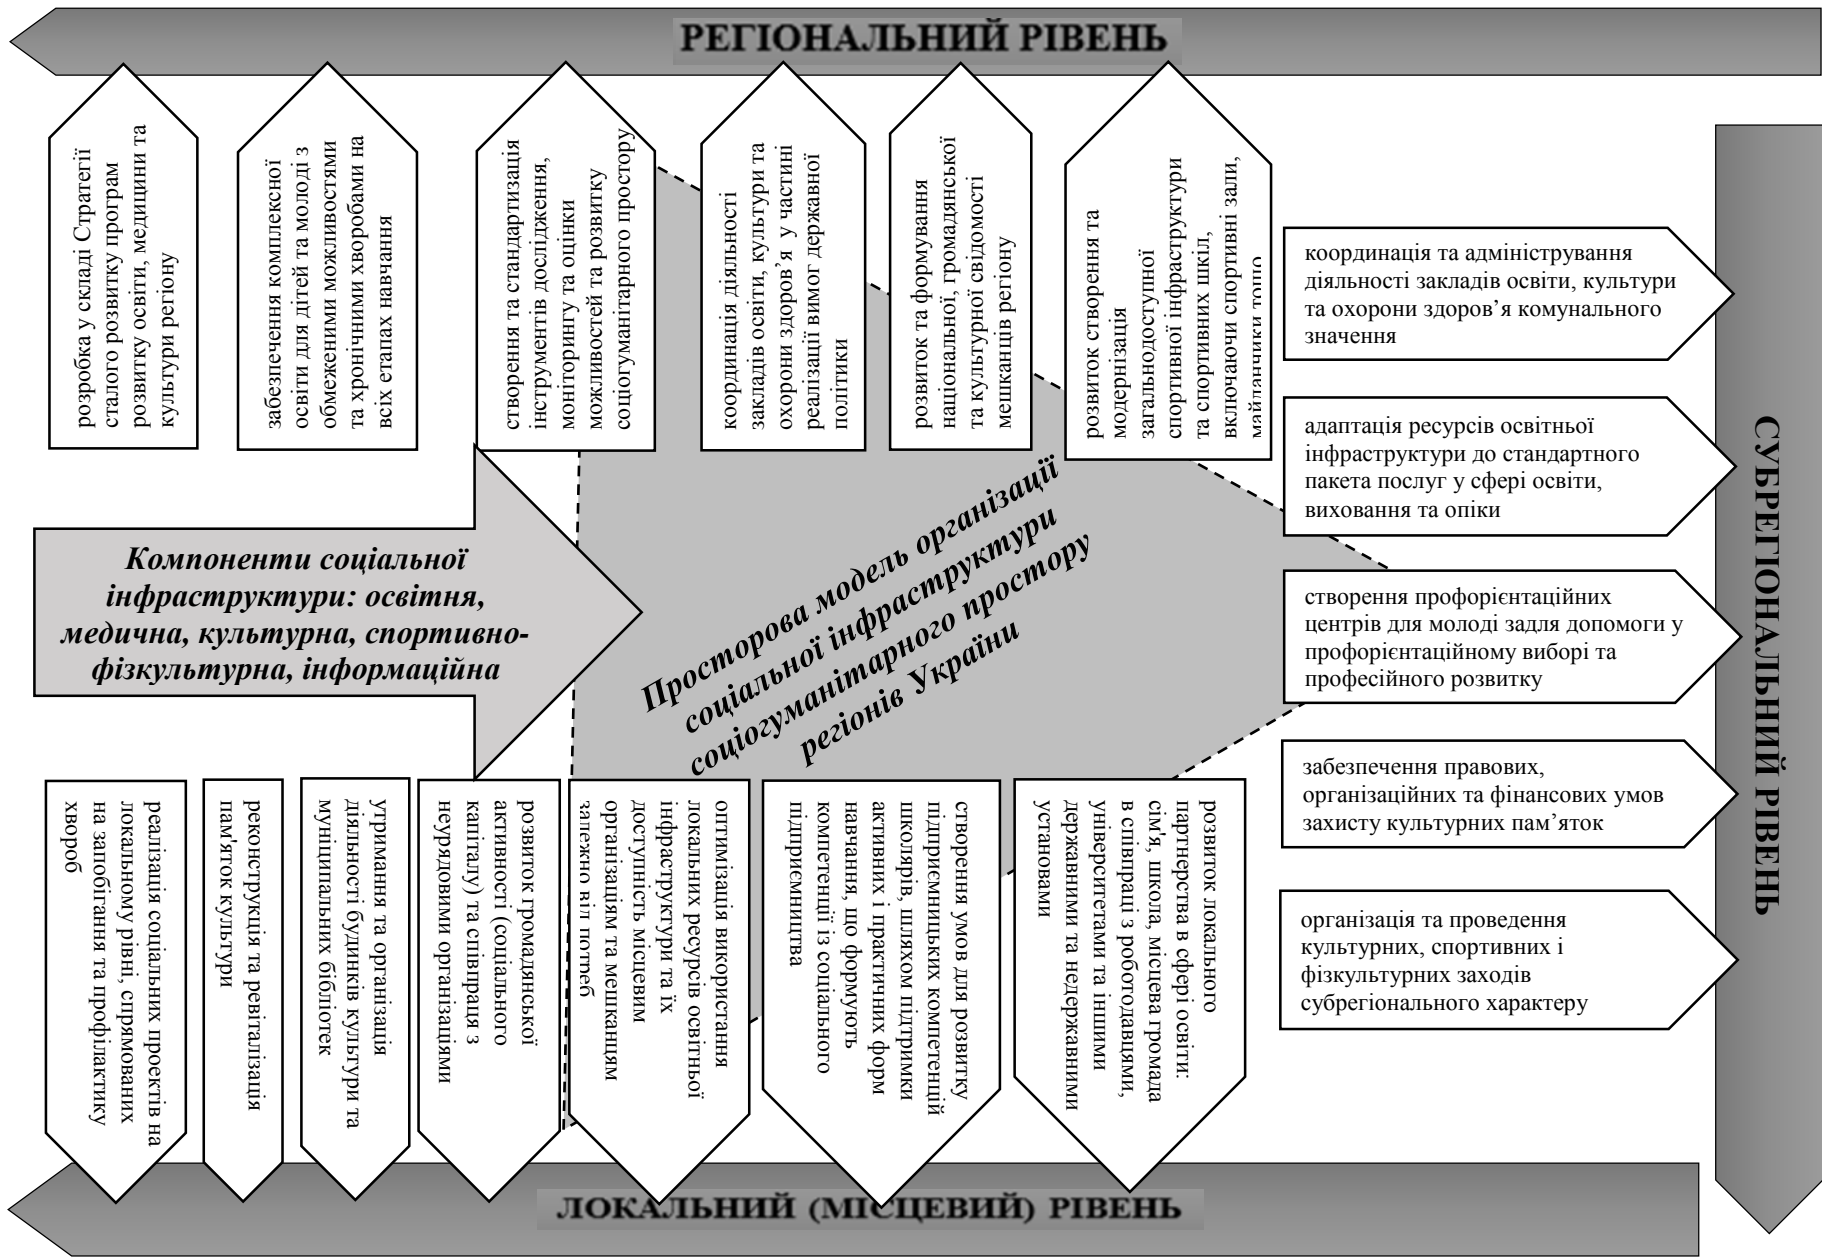 РЕГІОНАЛЬНИЙ РІВЕНЬ
розробка у складі Стратегії
сталого розвитку програм
розвитку освіти, медицини та
культури регіону
забезпечення комплексної
освіти для дітей та молоді з
обмеженими можливостями
та хронічними хворобами на
всіх етапах навчання
створення та стандартизація
інструментів дослідження,
моніторингу та оцінки
можливостей та розвитку
соціогуманітарного простору
координація діяльності
закладів освіти, культури та
охорони здоров'я у частині
реалізації вимог державної
політики
розвиток та формування
національної, громадянської
та культурної свідомості
мешканців регіону
розвиток створення та
модернізація
загальнодоступної
спортивної інфраструктури
та спортивних шкіл,
включаючи спортивні зали,
майданчики тощо
координація та адміністрування
діяльності закладів освіти, культури
та охорони здоров’я комунального
значення
адаптація ресурсів освітньої
інфраструктури до стандартного
пакета послуг у сфері освіти,
виховання та опіки
створення профорієнтаційних
центрів для молоді задля допомоги у
профорієнтаційному виборі та
професійного розвитку
забезпечення правових,
організаційних та фінансових умов
захисту культурних пам’яток
організація та проведення
культурних, спортивних і
фізкультурних заходів
субрегіонального характеру
СУБРЕГІОНАЛЬНИЙ РІВЕНЬ
Компоненти соціальної
інфраструктури: освітня,
медична, культурна, спортивно-
фізкультурна, інформаційна
Просторова модель організації
соціальної інфраструктури
соціогуманітарного простору
регіонів України
реалізація соціальних проектів на
локальному рівні, спрямованих
на запобігання та профілактику
хвороб
реконструкція та ревіталізація
пам'яток культури
утримання та організація
діяльності будинків культури та
муніципальних бібліотек
розвиток громадянської
активності (соціального
капіталу) та співпраця з
неурядовими організаціями
оптимізація використання
локальних ресурсів освітньої
інфраструктури та їх
доступність місцевим
організаціям та мешканцям
залежно від потреб
створення умов для розвитку
підприємницьких компетенцій
школярів, шляхом підтримки
активних і практичних форм
навчання, що формують
компетенції із соціального
підприємництва
розвиток локального
партнерства в сфері освіти:
сім'я, школа, місцева громада
в співпраці з роботодавцями,
університетами та іншими
державними та недержавними
установами
ЛОКАЛЬНИЙ (МІСЦЕВИЙ) РІВЕНЬ